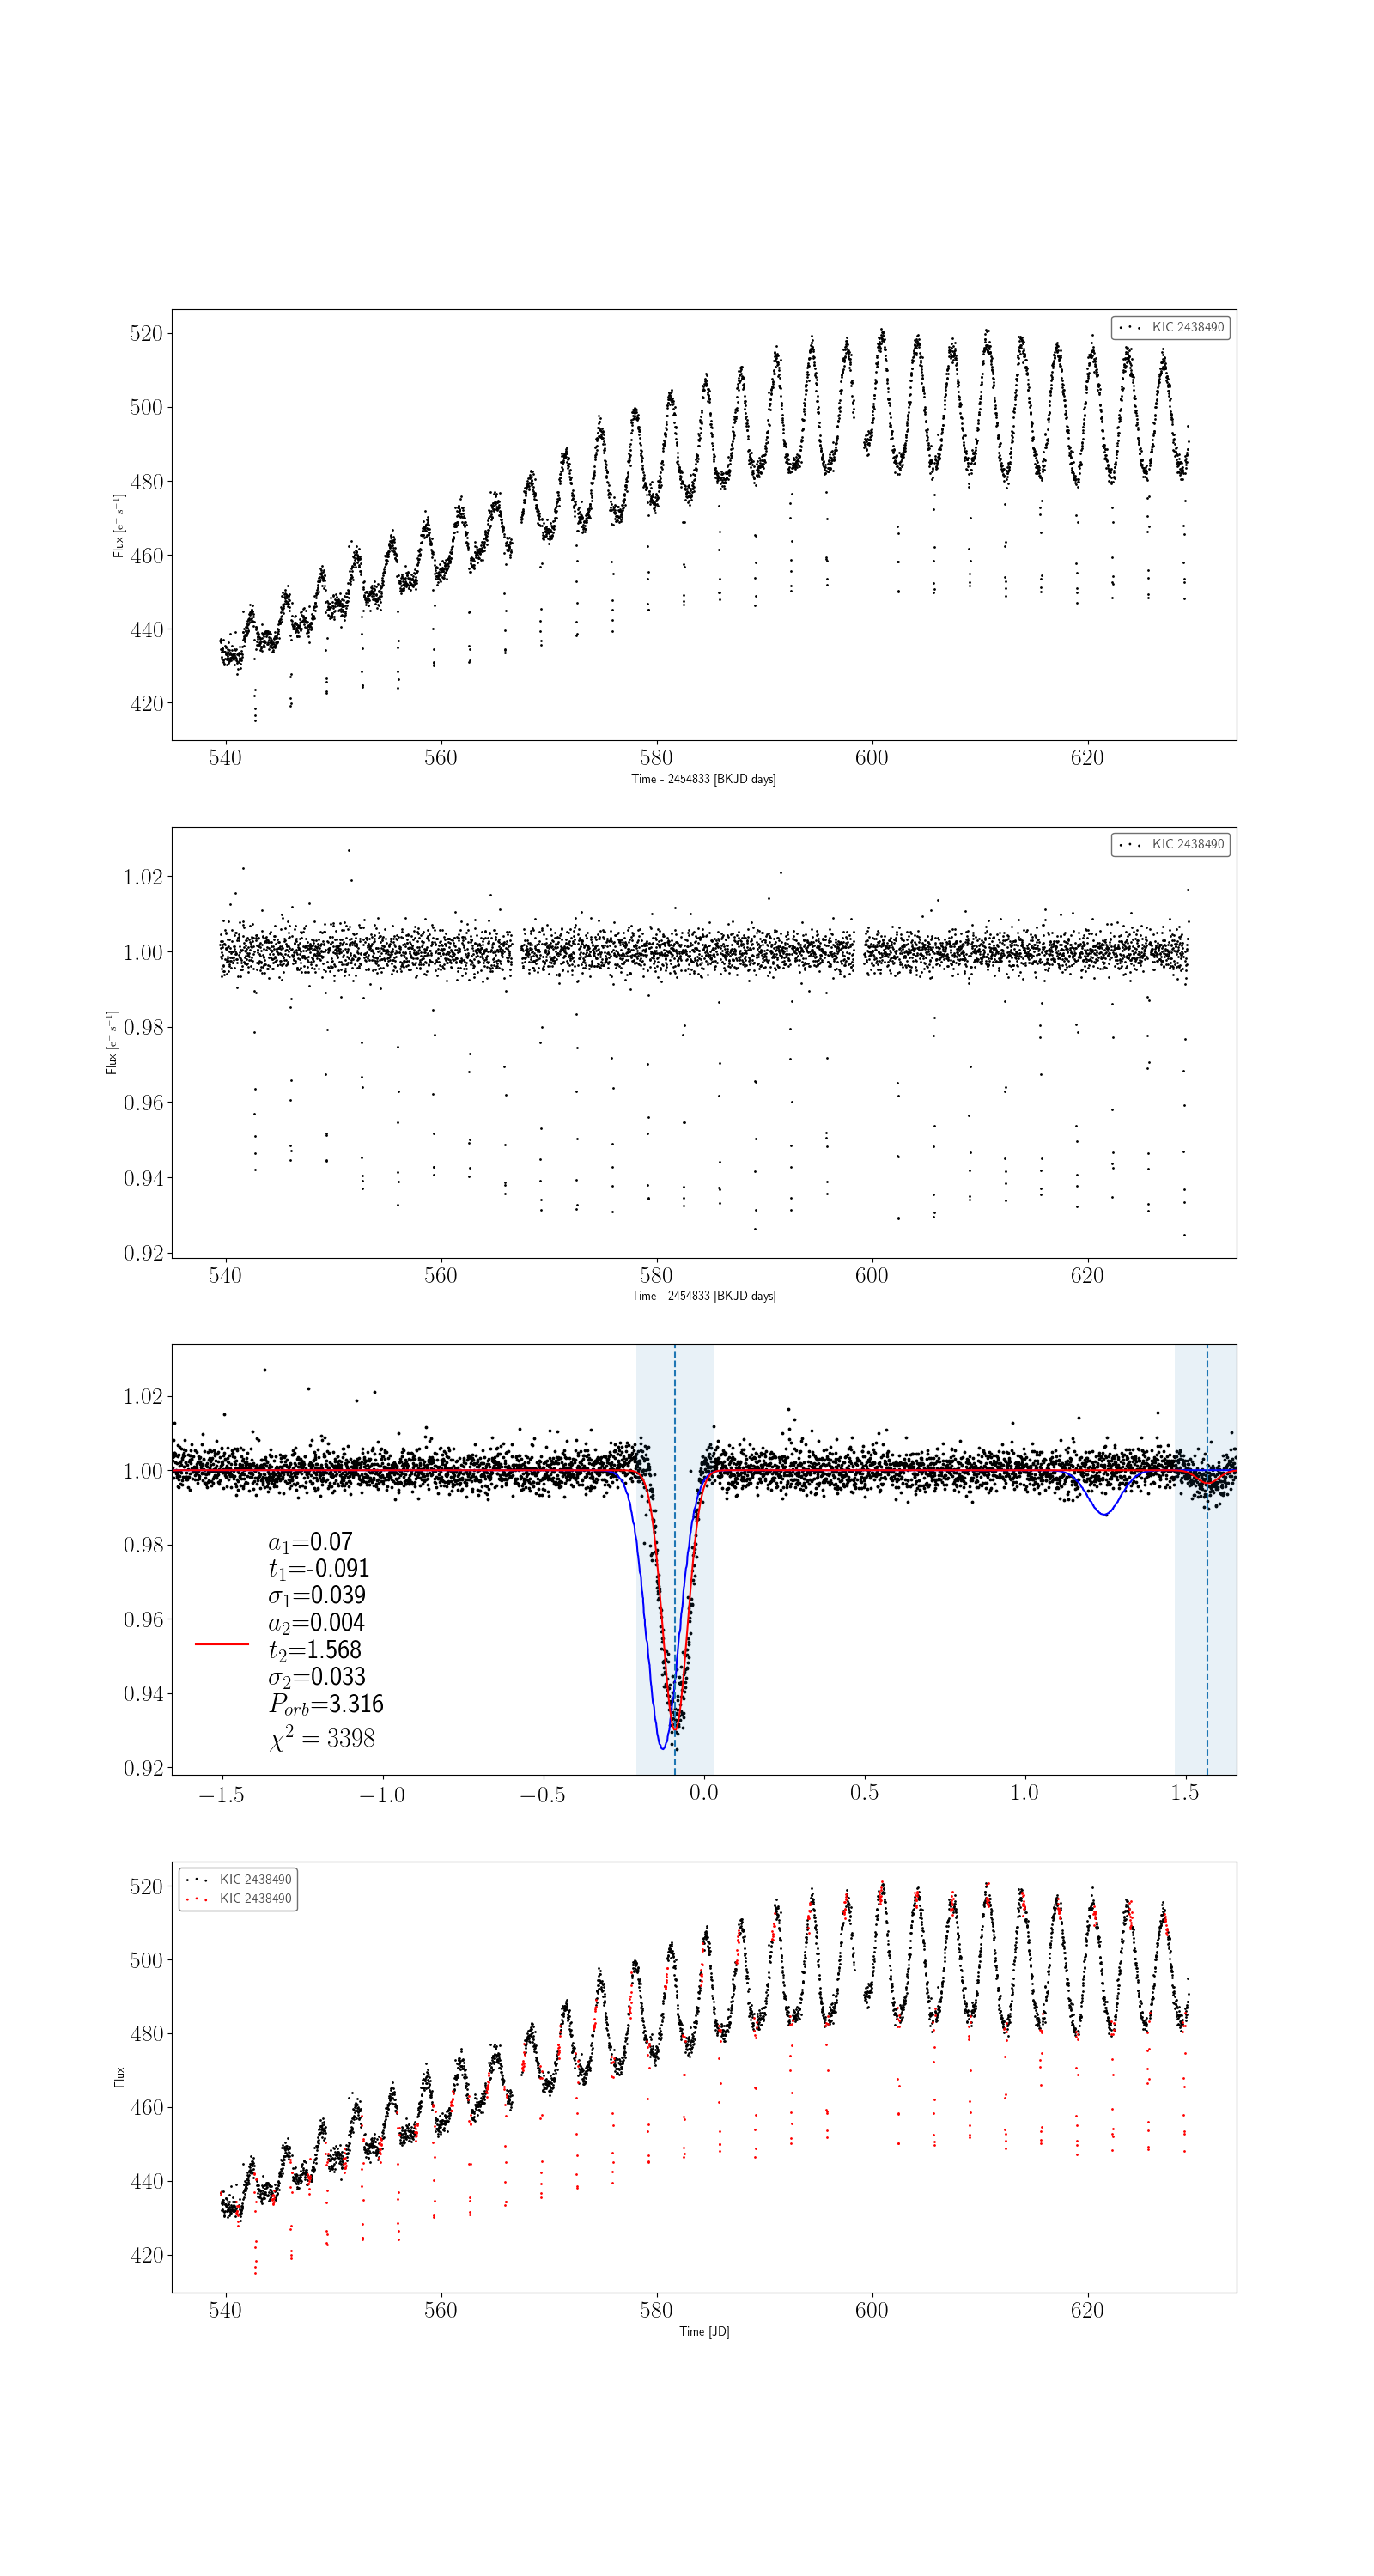 KIC 2438490
520
500
480
460
440
420
Flux [e⁻ s⁻¹]
540 560 580 600 620
Time - 2454833 [BKJD days]
KIC 2438490
1.02
1.00
0.98
0.96
0.94
0.92
Flux [e⁻ s⁻¹]
540 560 580 600 620
Time - 2454833 [BKJD days]
1.02
1.00
0.98
0.96
0.94
0.92
a₁=0.07
t₁=-0.091
σ₁=0.039
a₂=0.004
t₂=1.568
σ₂=0.033
P_orb=3.316
χ² = 3398
−1.5 −1.0 −0.5 0.0 0.5 1.0 1.5
KIC 2438490
KIC 2438490
520
500
480
460
440
420
Flux
540 560 580 600 620
Time [JD]